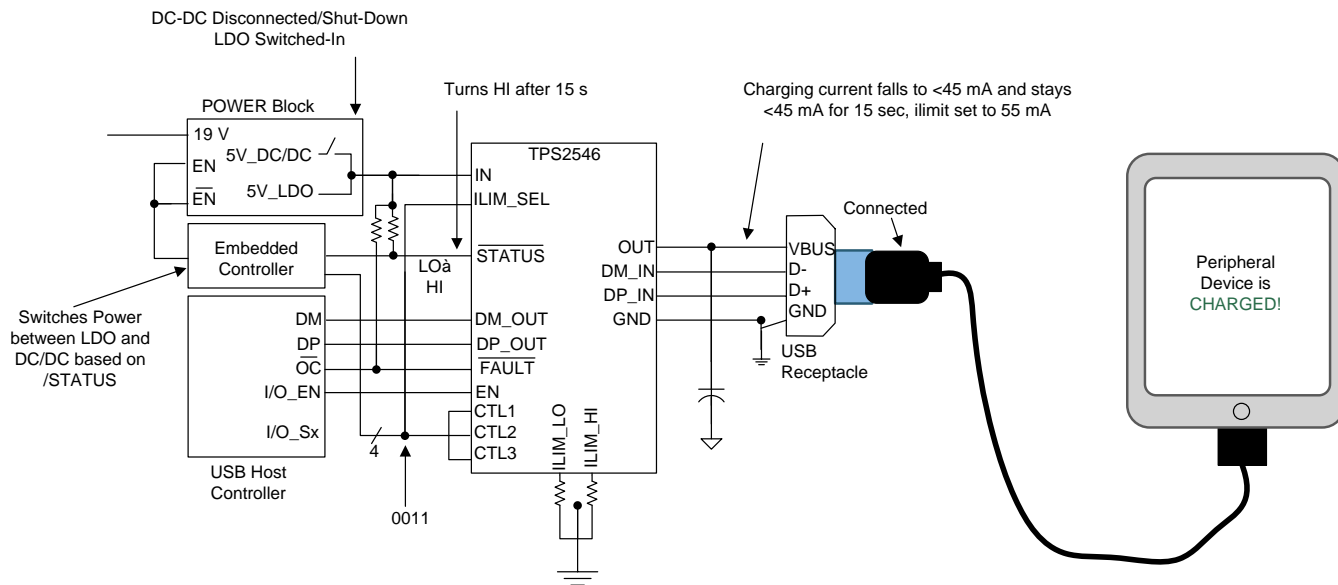 DC-DC Disconnected/Shut-Down
LDO Switched-In
Turns HI after 15 s
Charging current falls to <45 mA and stays
<45 mA for 15 sec, ilimit set to 55 mA
POWER Block
19 V
EN
EN
5V_DC/DC
5V_LDO
Embedded
Controller
Switches Power
between LDO and
DC/DC based on
/STATUS
DM
DP
OC
I/O_EN
I/O_Sx
USB Host
Controller
4
0011
LOà
HI
TPS2546
IN
ILIM_SEL
STATUS
DM_OUT
DP_OUT
FAULT
EN
CTL1
CTL2
CTL3
ILIM_LO
ILIM_HI
OUT
DM_IN
DP_IN
GND
VBUS
D-
D+
GND
USB
Receptacle
Connected
Peripheral
Device is
CHARGED!